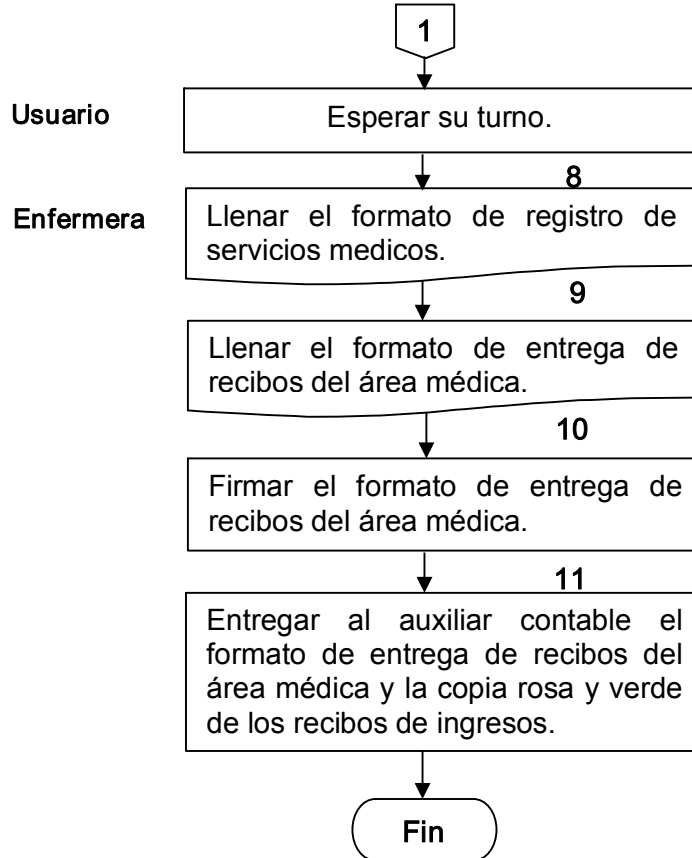 1
Usuario
Esperar su turno.
8
Enfermera
Llenar el formato de registro de
servicios medicos.
9
Llenar el formato de entrega de
recibos del área médica.
10
Firmar el formato de entrega de
recibos del área médica.
11
Entregar al auxiliar contable el
formato de entrega de recibos del
área médica y la copia rosa y verde
de los recibos de ingresos.
Fin